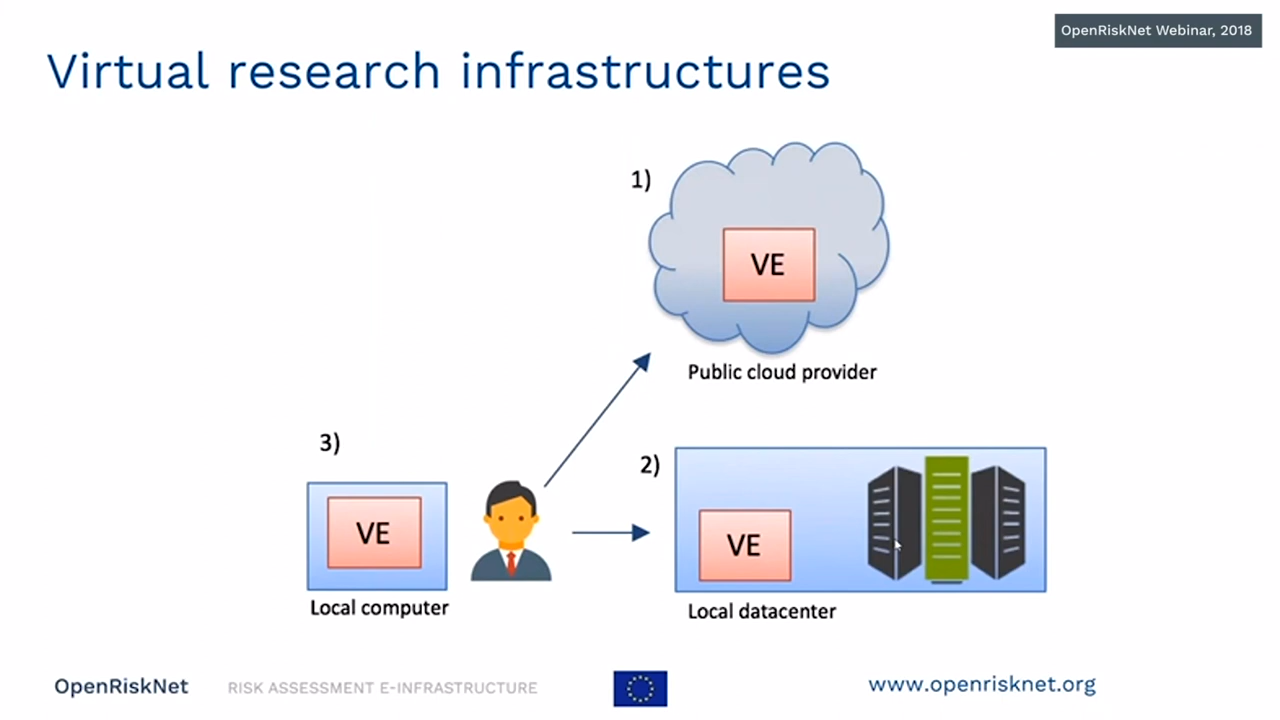 OpenRiskNet Webinar, 2018
Virtual research infrastructures
1)
VE
Public cloud provider
3)
VE
Local computer
2)
VE
Local datacenter
OpenRiskNet
RISK ASSESSMENT E-INFRASTRUCTURE
www.openrisknet.org